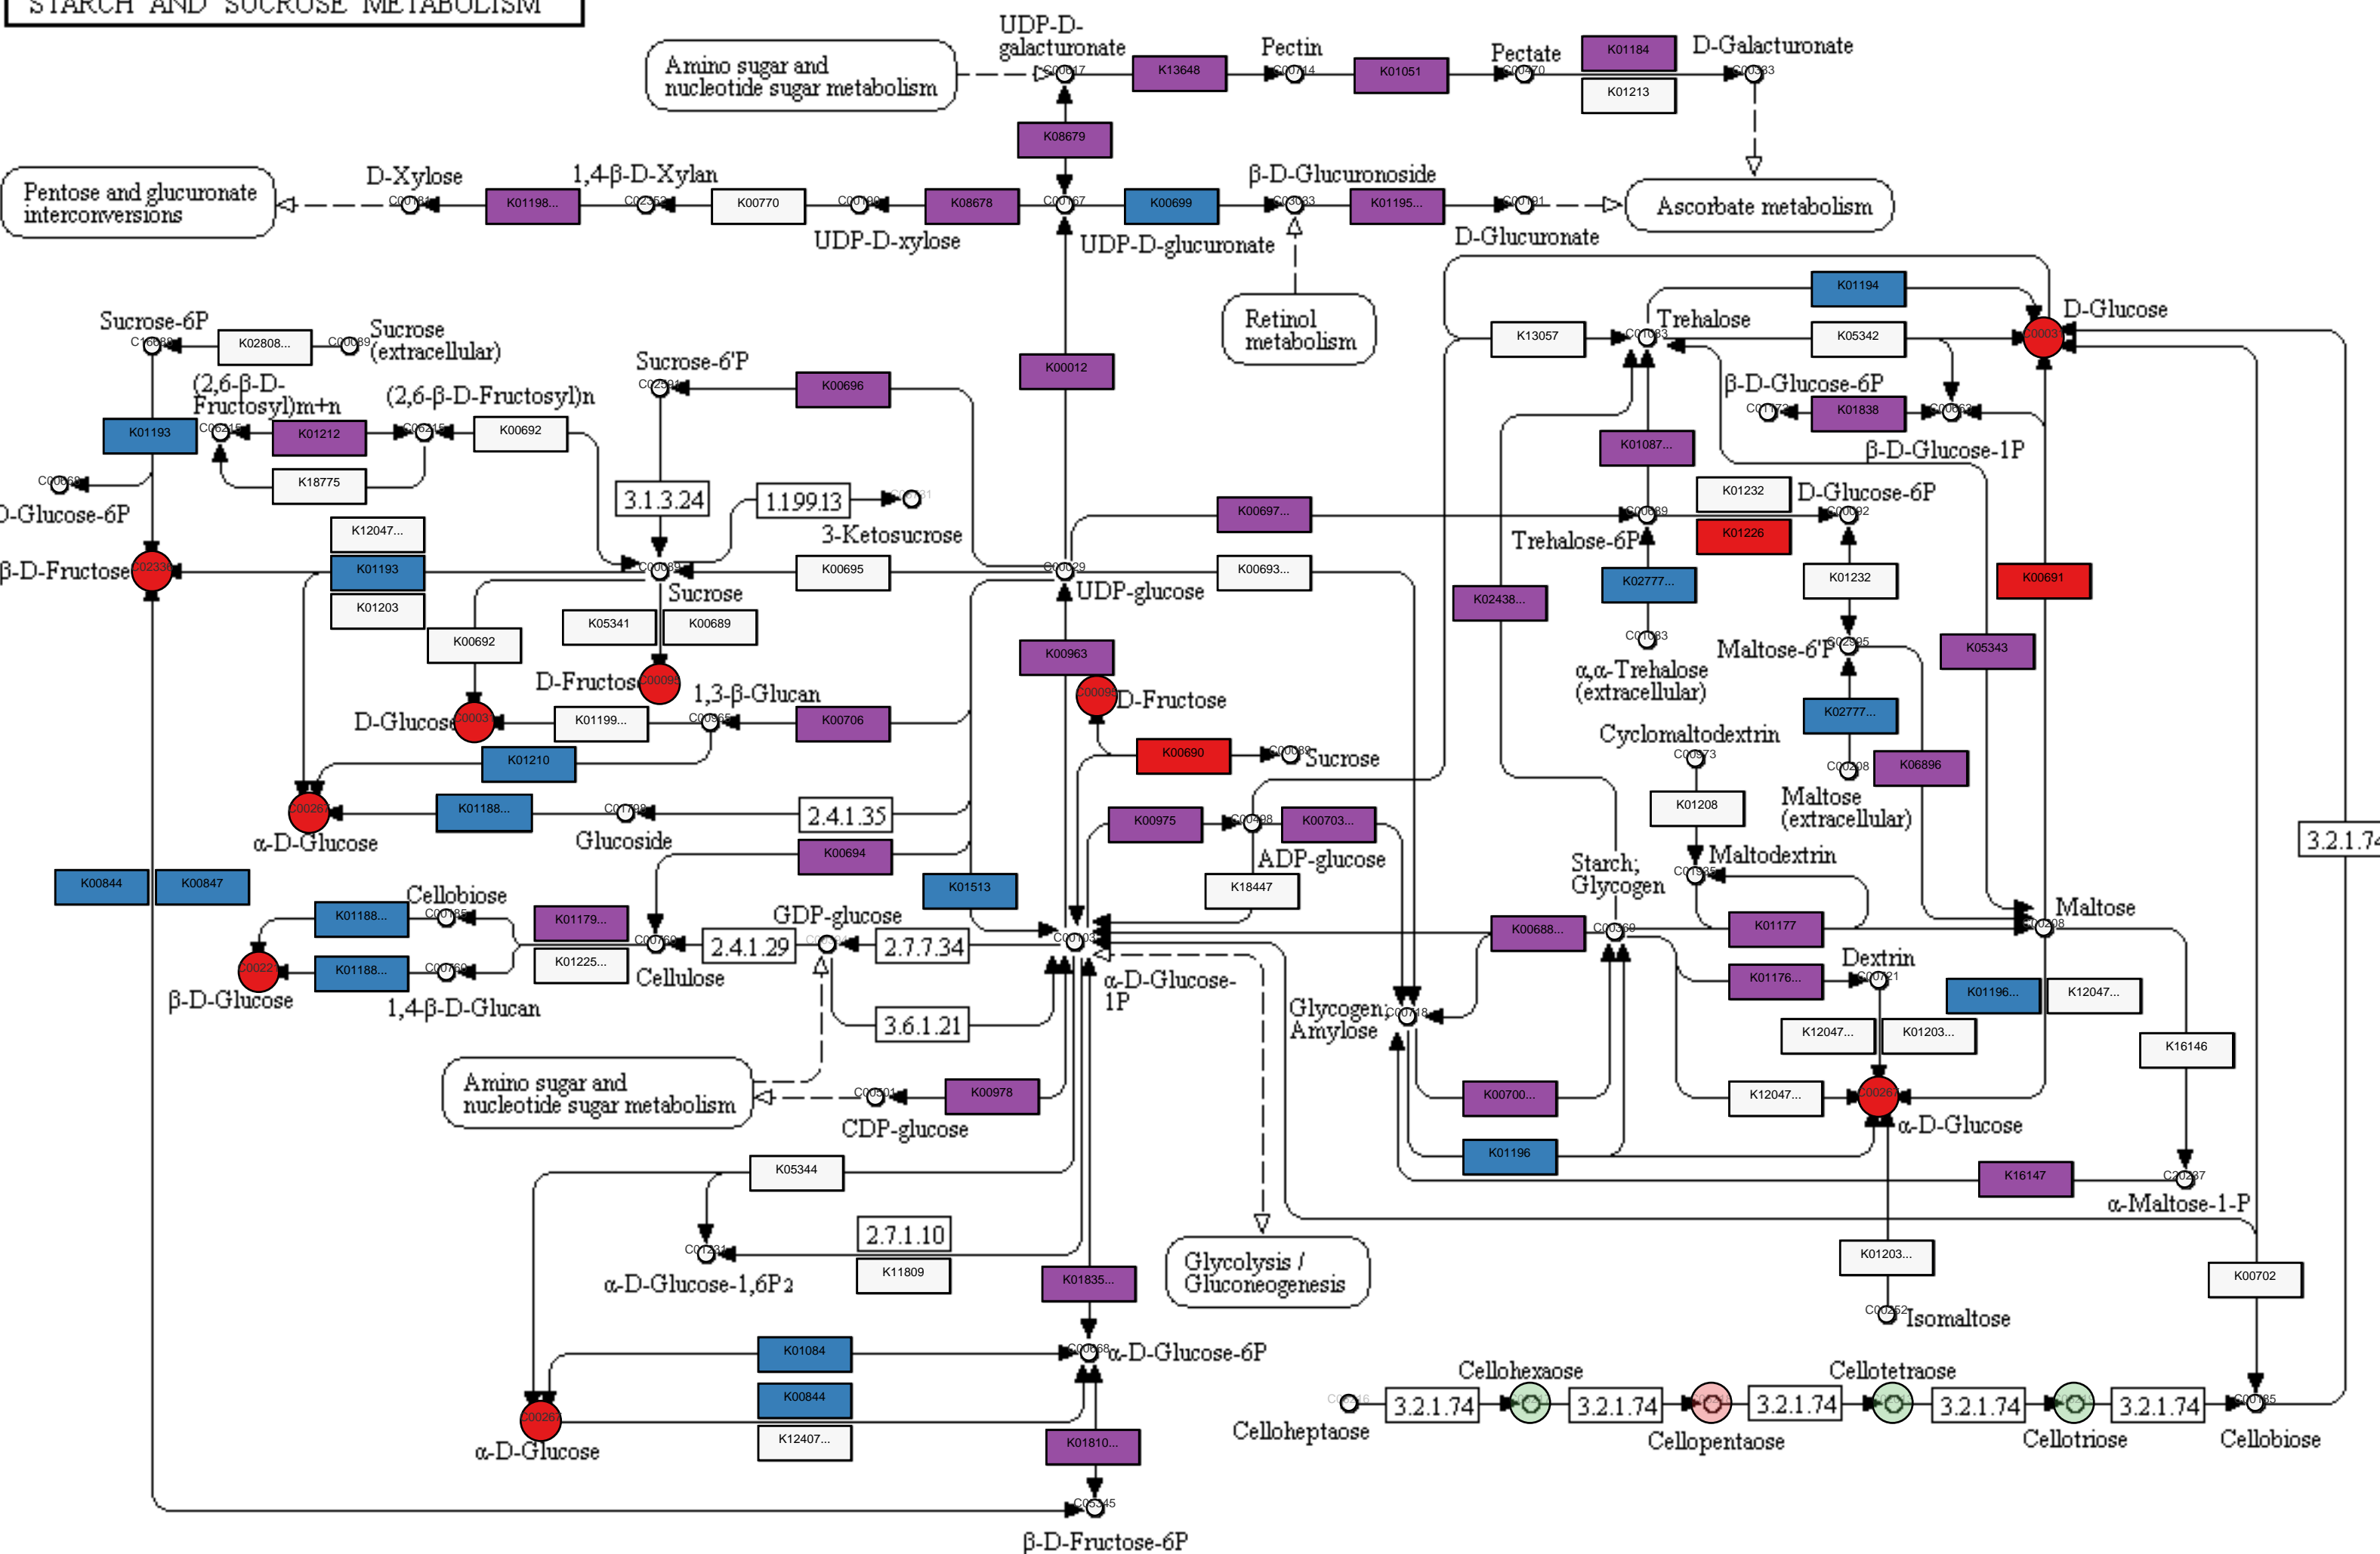 STARCH AND SUCROSE METABOLISM
UDP-D-
galacturonate
Pectin
Pectate
K01184
D-Galacturonate
Amino sugar and
nucleotide sugar metabolism
K13648
K01051
K01213
K08679
Pentose and glucuronate
interconversions
D-Xylose
K01198...
1,4-β-D-Xylan
K00770
K08678
UDP-D-xylose
C00167
K00699
UDP-D-glucuronate
β-D-Glucuronoside
K01195...
D-Glucuronate
Ascorbate metabolism
Retinol
metabolism
K01194
D-Glucose
Trehalose
K13057
K05342
β-D-Glucose-6P
K01838
β-D-Glucose-1P
K01087...
Sucrose-6P
K02808...
C00089
Sucrose
(extracellular)
Sucrose-6'P
K00696
K00012
(2,6-β-D-
Fructosyl)m+n
(2,6-β-D-Fructosyl)n
K01193
K01212
K00692
K18775
D-Glucose-6P
3.1.3.24
1.1.99.13
3-Ketosucrose
K00697...
K01232
D-Glucose-6P
Trehalose-6P
K01226
K12047...
K01193
K01203
β-D-Fructose
C00089
Sucrose
K00695
C00029
UDP-glucose
K00693...
K02438...
K02777...
K01232
K00691
K05341
K00689
K00692
K00963
C01083
α,α-Trehalose
(extracellular)
Maltose-6'P
K05343
D-Fructose
C00095
C00095
D-Fructose
1,3-β-Glucan
D-Glucose
C00031
K01199...
K00706
K02777...
K01210
K00690
Sucrose
Cyclomaltodextrin
K06896
K01208
Maltose
(extracellular)
C00208
C00267
α-D-Glucose
K01188...
Glucoside
2.4.1.35
K00975
K00703...
ADP-glucose
3.2.1.74
K00694
Starch;
Glycogen
Maltodextrin
K00844
K00847
K01513
K18447
Cellobiose
K01188...
K01179...
GDP-glucose
K01188...
K01225...
Cellulose
2.4.1.29
2.7.7.34
C00103
α-D-Glucose-
1P
K00688...
K01177
Maltose
β-D-Glucose
1,4-β-D-Glucan
3.6.1.21
Glycogen;
Amylose
K01176...
Dextrin
K01196...
K12047...
K12047...
K01203...
K16146
Amino sugar and
nucleotide sugar metabolism
K00978
CDP-glucose
K00700...
K12047...
C00267
α-D-Glucose
K01196
K16147
α-Maltose-1-P
K05344
2.7.1.10
K11809
α-D-Glucose-1,6P2
Glycolysis /
Gluconeogenesis
K01835...
K01203...
K00702
Isomaltose
K01084
α-D-Glucose-6P
K00844
K12407...
C00267
α-D-Glucose
K01810...
Celloheptaose
3.2.1.74
Cellohexaose
3.2.1.74
Cellopentaose
3.2.1.74
Cellotetraose
3.2.1.74
Cellotriose
3.2.1.74
Cellobiose
β-D-Fructose-6P